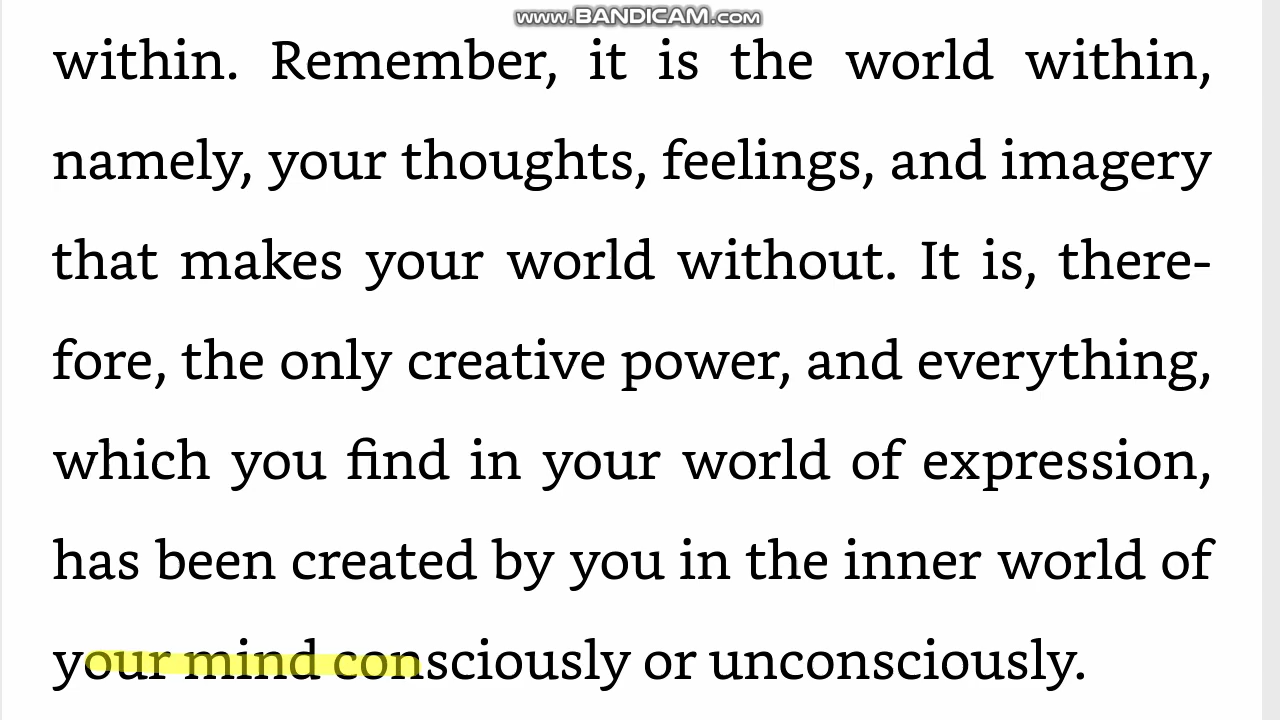 www.BANDICAM.com
within. Remember, it is the world within,
namely, your thoughts, feelings, and imagery
that makes your world without. It is, there-
fore, the only creative power, and everything,
which you find in your world of expression,
has been created by you in the inner world of
your mind consciously or unconsciously.